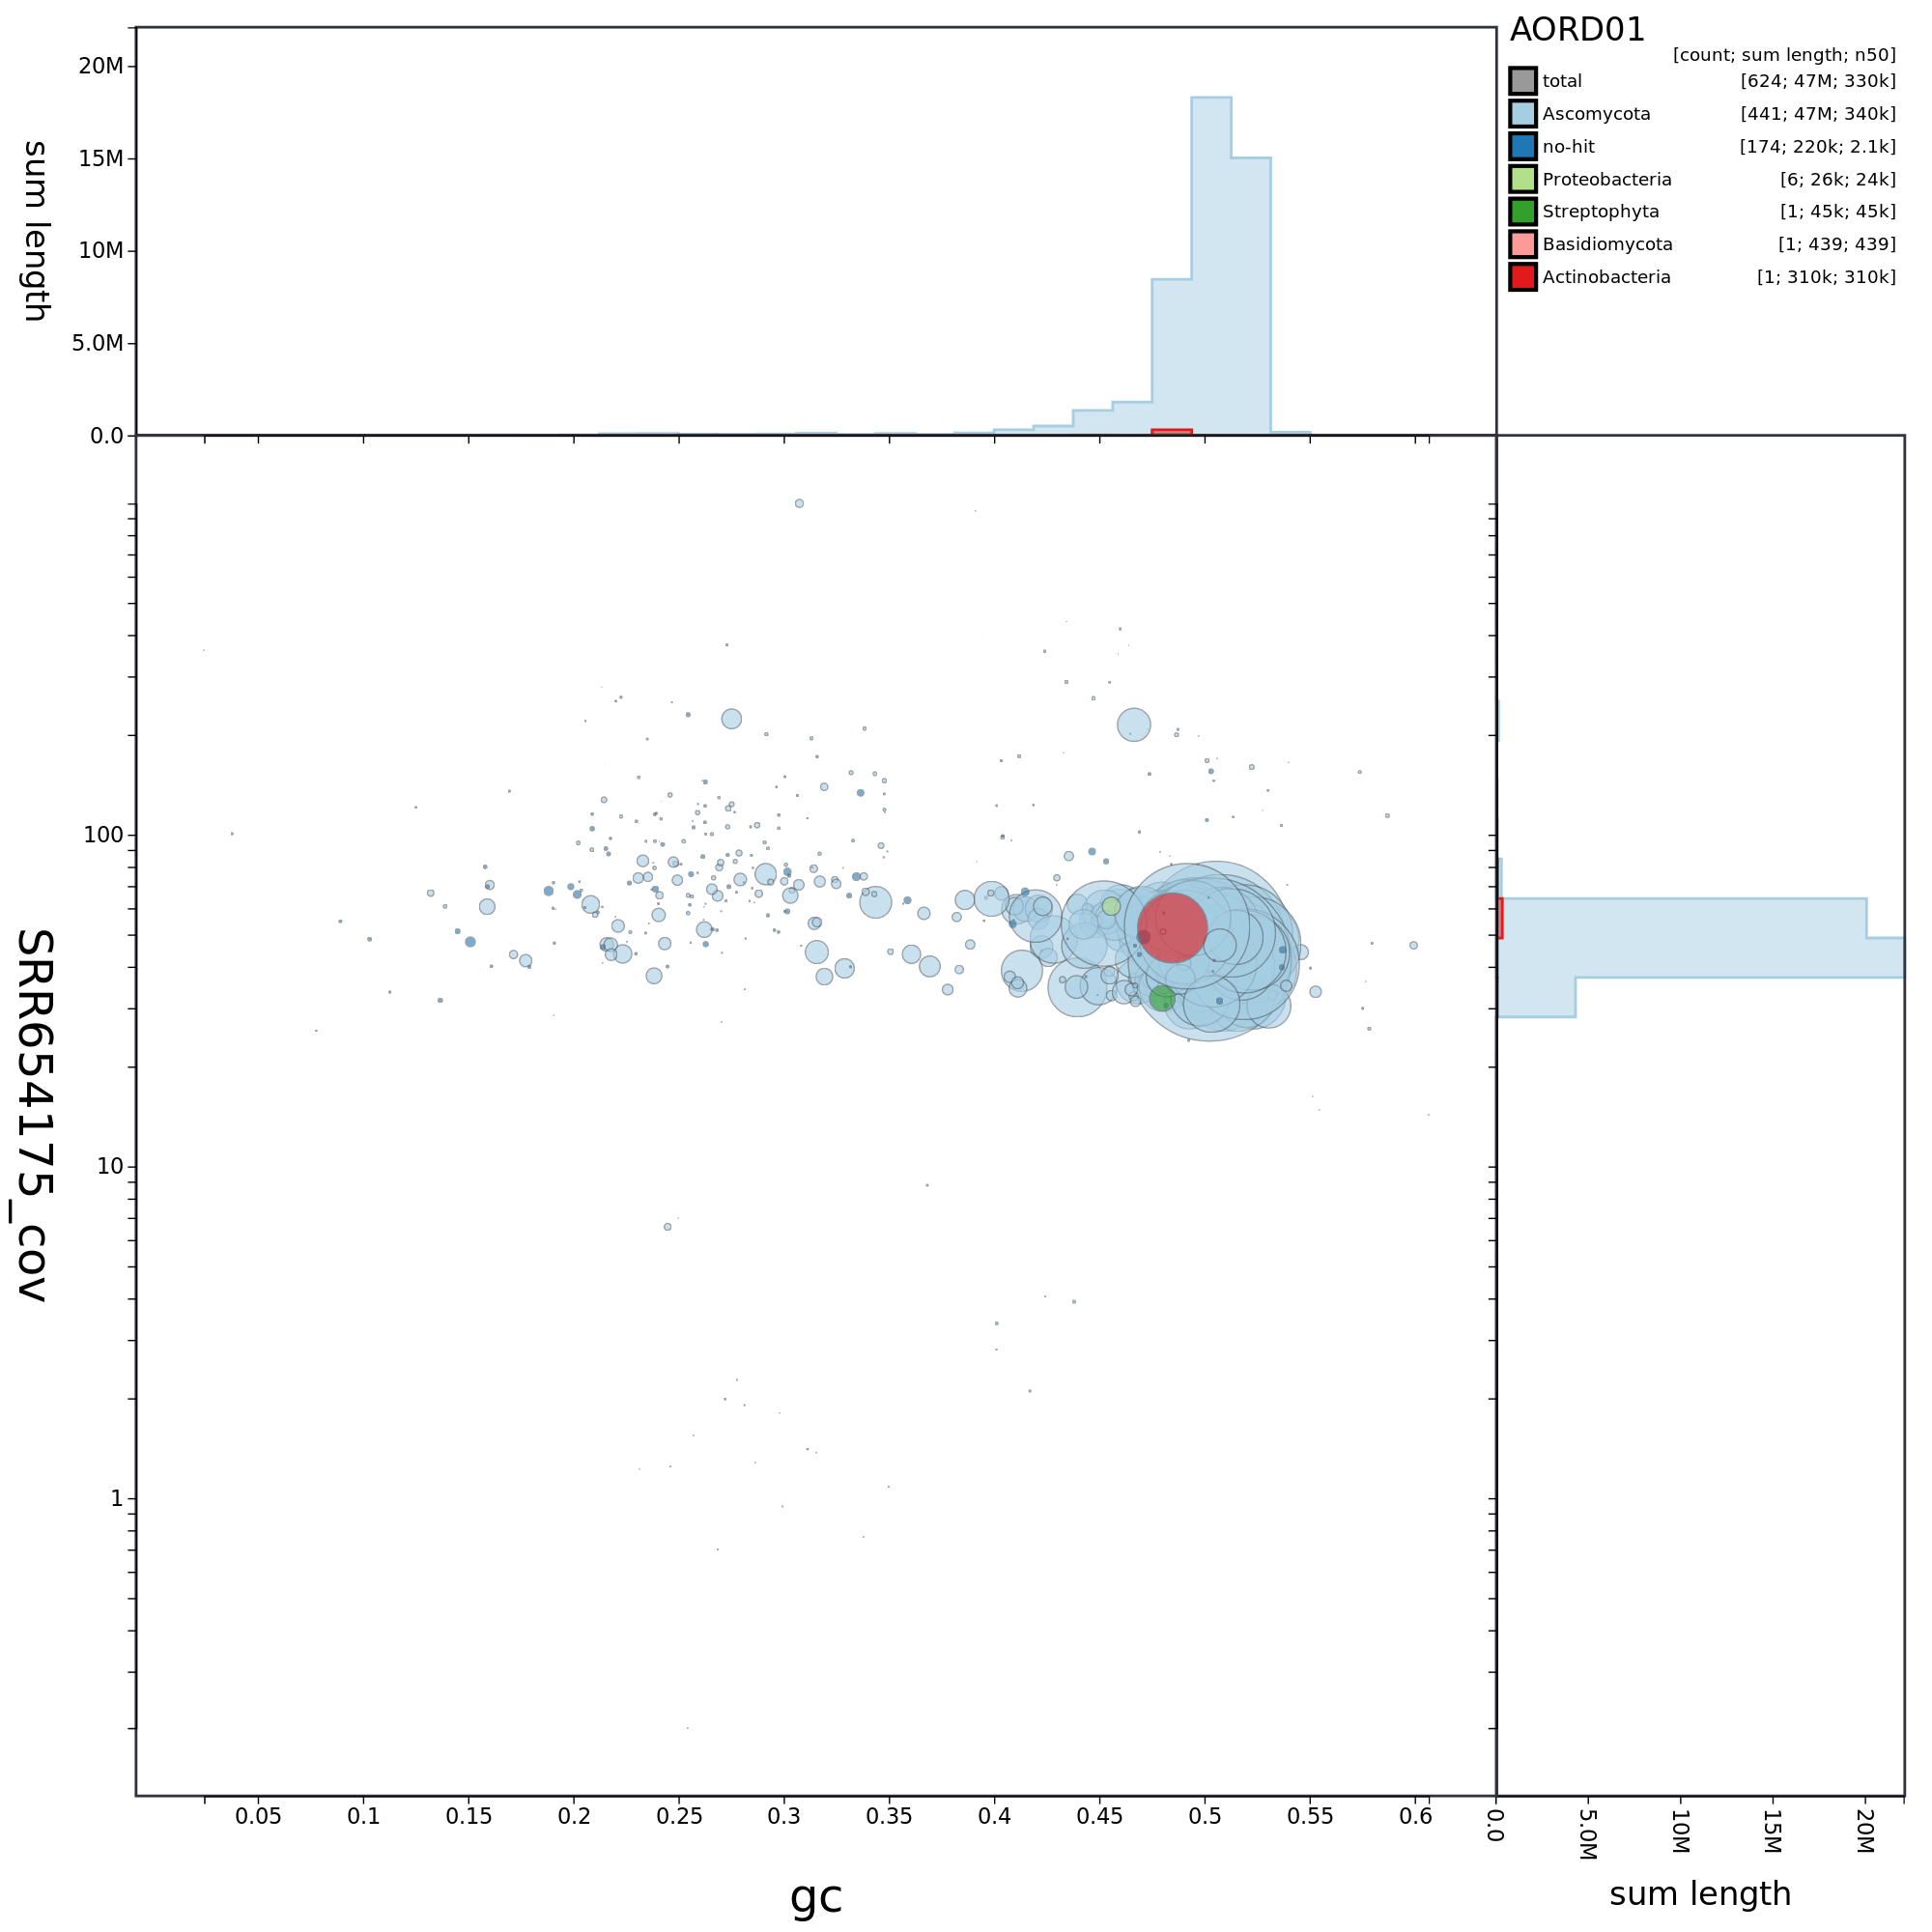 AORD01
[count; sum length; n50]
total [624; 47M; 330k]
Ascomycota [441; 47M; 340k]
no-hit [174; 220k; 2.1k]
Proteobacteria [6; 26k; 24k]
Streptophyta [1; 45k; 45k]
Basidiomycota [1; 439; 439]
Actinobacteria [1; 310k; 310k]
sum length
20M
15M
10M
5.0M
0.0
SRR654175_cov
100
10
1
0.05 0.1 0.15 0.2 0.25 0.3 0.35 0.4 0.45 0.5 0.55 0.6
gc
0.0 5.0M 10M 15M 20M
sum length